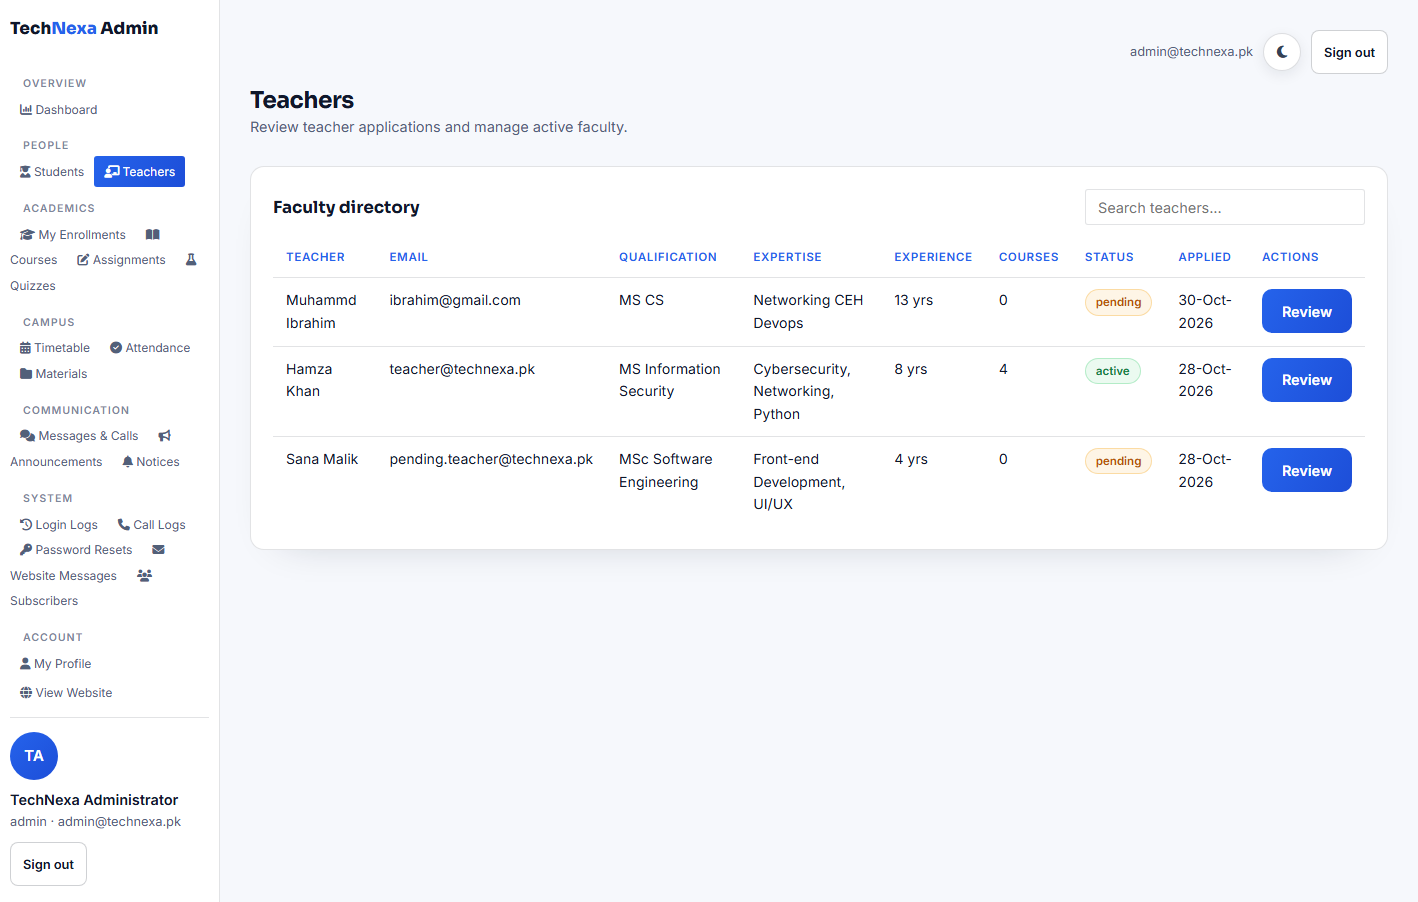 TechNexa Admin
admin@technexa.pk
Sign out
OVERVIEW
Dashboard
PEOPLE
Students
Teachers
ACADEMICS
My Enrollments
Courses
Assignments
Quizzes
CAMPUS
Timetable
Attendance
Materials
COMMUNICATION
Messages & Calls
Announcements
Notices
SYSTEM
Login Logs
Call Logs
Password Resets
Website Messages
Subscribers
ACCOUNT
My Profile
View Website
TA
TechNexa Administrator
admin · admin@technexa.pk
Sign out
Teachers
Review teacher applications and manage active faculty.
Faculty directory
Search teachers...
TEACHER EMAIL QUALIFICATION EXPERTISE EXPERIENCE COURSES STATUS APPLIED ACTIONS
Muhammd ibrahim@gmail.com MS CS Networking CEH 13 yrs 0 pending 30-Oct- Review
Ibrahim Devops 2026
Hamza teacher@technexa.pk MS Information Cybersecurity, 8 yrs 4 active 28-Oct- Review
Khan Security Networking, 2026
Python
Sana Malik pending.teacher@technexa.pk MSc Software Front-end 4 yrs 0 pending 28-Oct- Review
Engineering Development, 2026
UI/UX